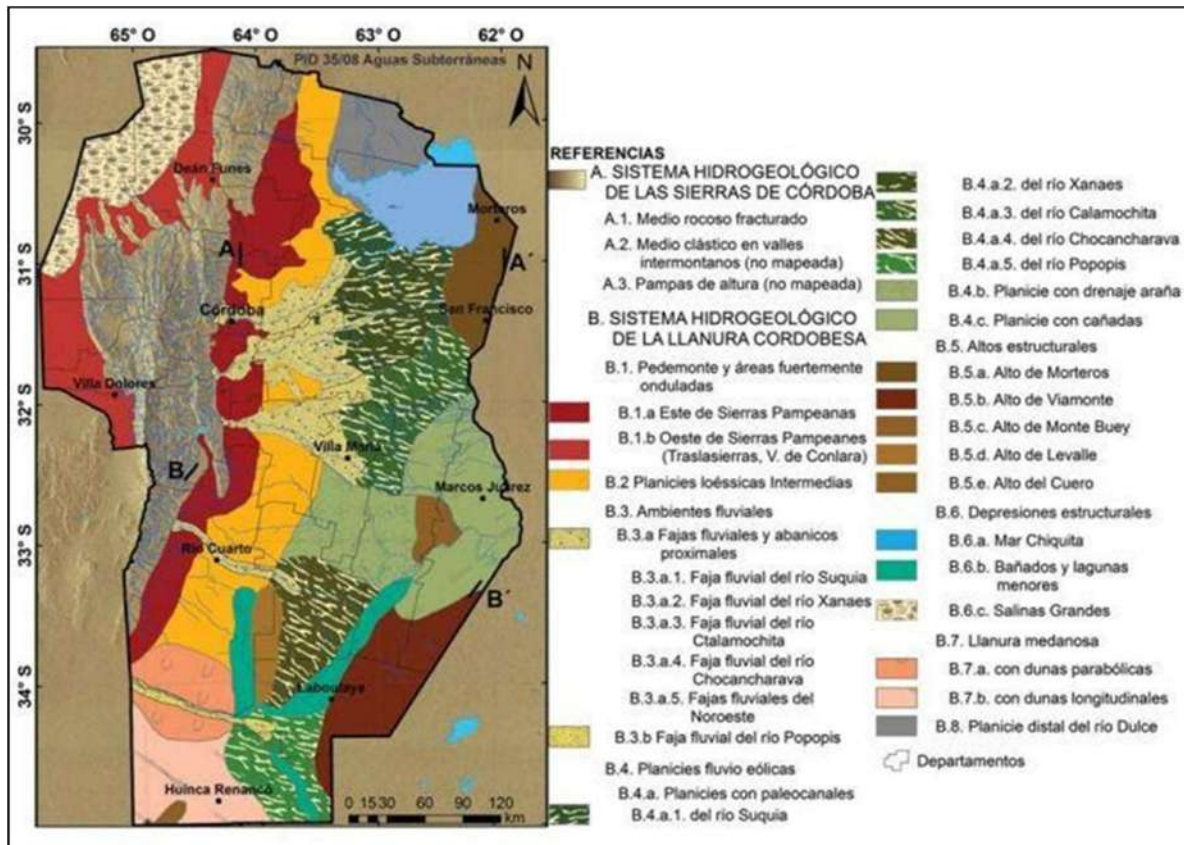 65° O 64° O 63° O 62° O
PID 35/08 Aguas Subterráneas
N
30° S
31° S
32° S
33° S
34° S
Deán Funes
Morteros
A
A´
Córdoba
San Francisco
Villa Dolores
Villa María
B
Marcos Juárez
Río Cuarto
B´
Laboulaye
Huinca Renancó
0 15 30 60 90 120
km
REFERENCIAS
A. SISTEMA HIDROGEOLÓGICO
DE LAS SIERRAS DE CÓRDOBA
A.1. Medio rocoso fracturado
A.2. Medio clástico en valles
intermontanos (no mapeada)
A.3. Pampas de altura (no mapeada)
B. SISTEMA HIDROGEOLÓGICO
DE LA LLANURA CORDOBESA
B.1. Pedemonte y áreas fuertemente
onduladas
B.1.a Este de Sierras Pampeanas
B.1.b Oeste de Sierras Pampeanes
(Traslasierras, V. de Conlara)
B.2 Planicies loéssicas Intermedias
B.3. Ambientes fluviales
B.3.a Fajas fluviales y abanicos
proximales
B.3.a.1. Faja fluvial del río Suquia
B.3.a.2. Faja fluvial del río Xanaes
B.3.a.3. Faja fluvial del río
Ctalamochita
B.3.a.4. Faja fluvial del río
Chocancharava
B.3.a.5. Fajas fluviales del
Noroeste
B.3.b Faja fluvial del río Popopis
B.4. Planicies fluvio eólicas
B.4.a. Planicies con paleocanales
B.4.a.1. del río Suquia
B.4.a.2. del río Xanaes
B.4.a.3. del río Calamochita
B.4.a.4. del río Chocancharava
B.4.a.5. del río Popopis
B.4.b. Planicie con drenaje araña
B.4.c. Planicie con cañadas
B.5. Altos estructurales
B.5.a. Alto de Morteros
B.5.b. Alto de Viamonte
B.5.c. Alto de Monte Buey
B.5.d. Alto de Levalle
B.5.e. Alto del Cuero
B.6. Depresiones estructurales
B.6.a. Mar Chiquita
B.6.b. Bañados y lagunas
menores
B.6.c. Salinas Grandes
B.7. Llanura medanosa
B.7.a. con dunas parabólicas
B.7.b. con dunas longitudinales
B.8. Planicie distal del río Dulce
Departamentos